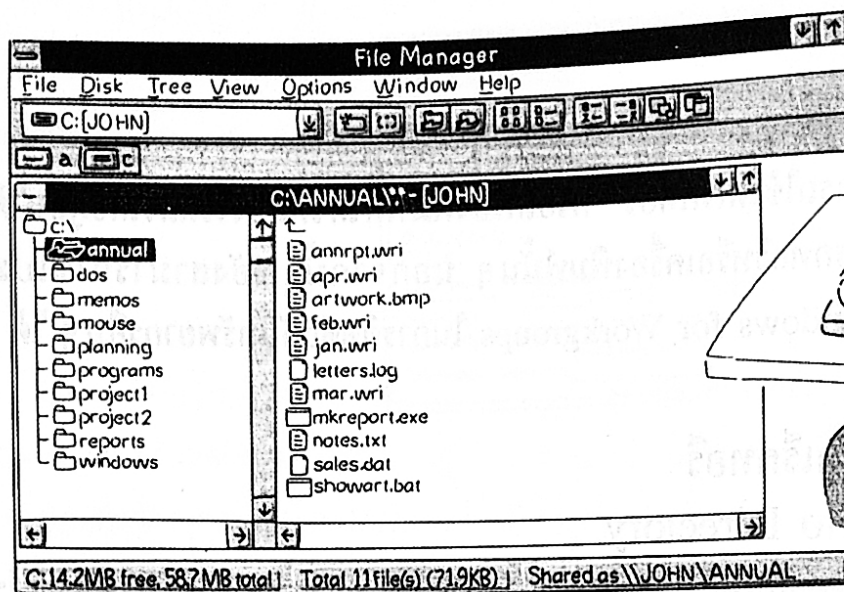 File Manager
File Disk Tree View Options Window Help
C:[JOHN]
a c
C:\ANNUAL\*.* - [JOHN]
C:\
annual
dos
memos
mouse
planning
programs
project1
project2
reports
windows
annrpt.wri
apr.wri
artwork.bmp
feb.wri
jan.wri
letters.log
mar.wri
mkreport.exe
notes.txt
sales.dat
showart.bat
C:14.2MB free, 58.7MB total Total 11 file(s) (71.9KB) Shared as \\JOHN\ANNUAL